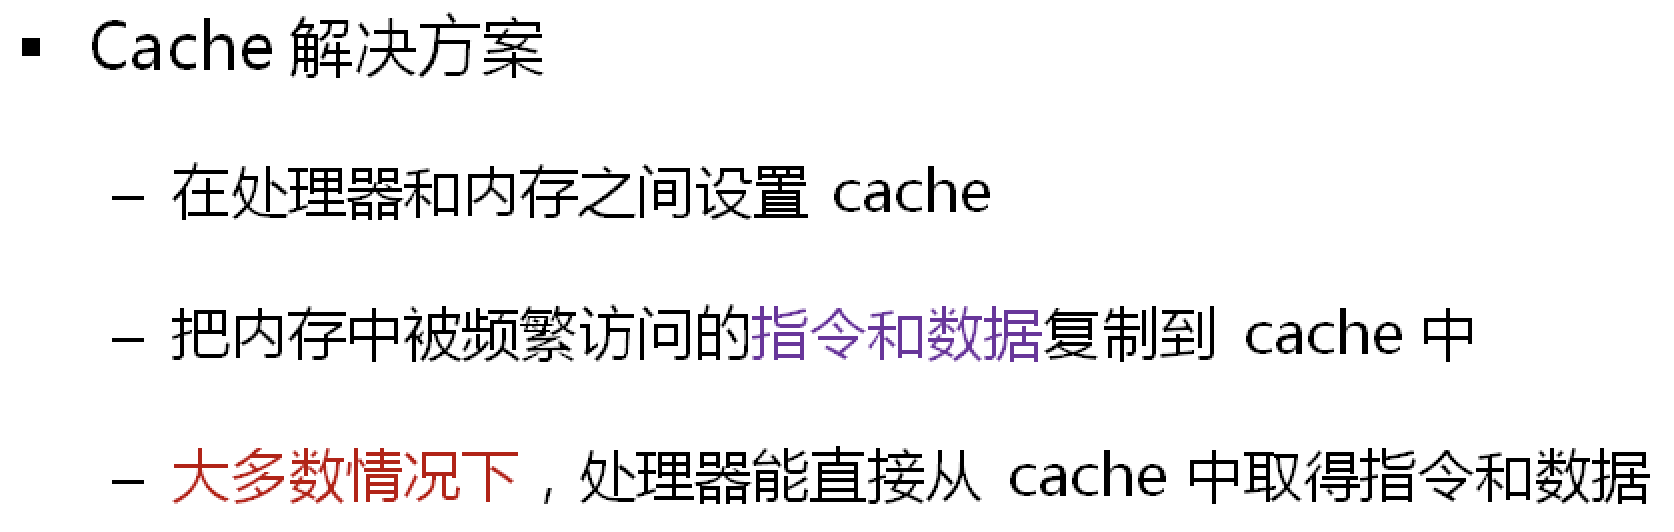 ▪ Cache 解决方案
– 在处理器和内存之间设置 cache
– 把内存中被频繁访问的指令和数据复制到 cache 中
– 大多数情况下，处理器能直接从 cache 中取得指令和数据